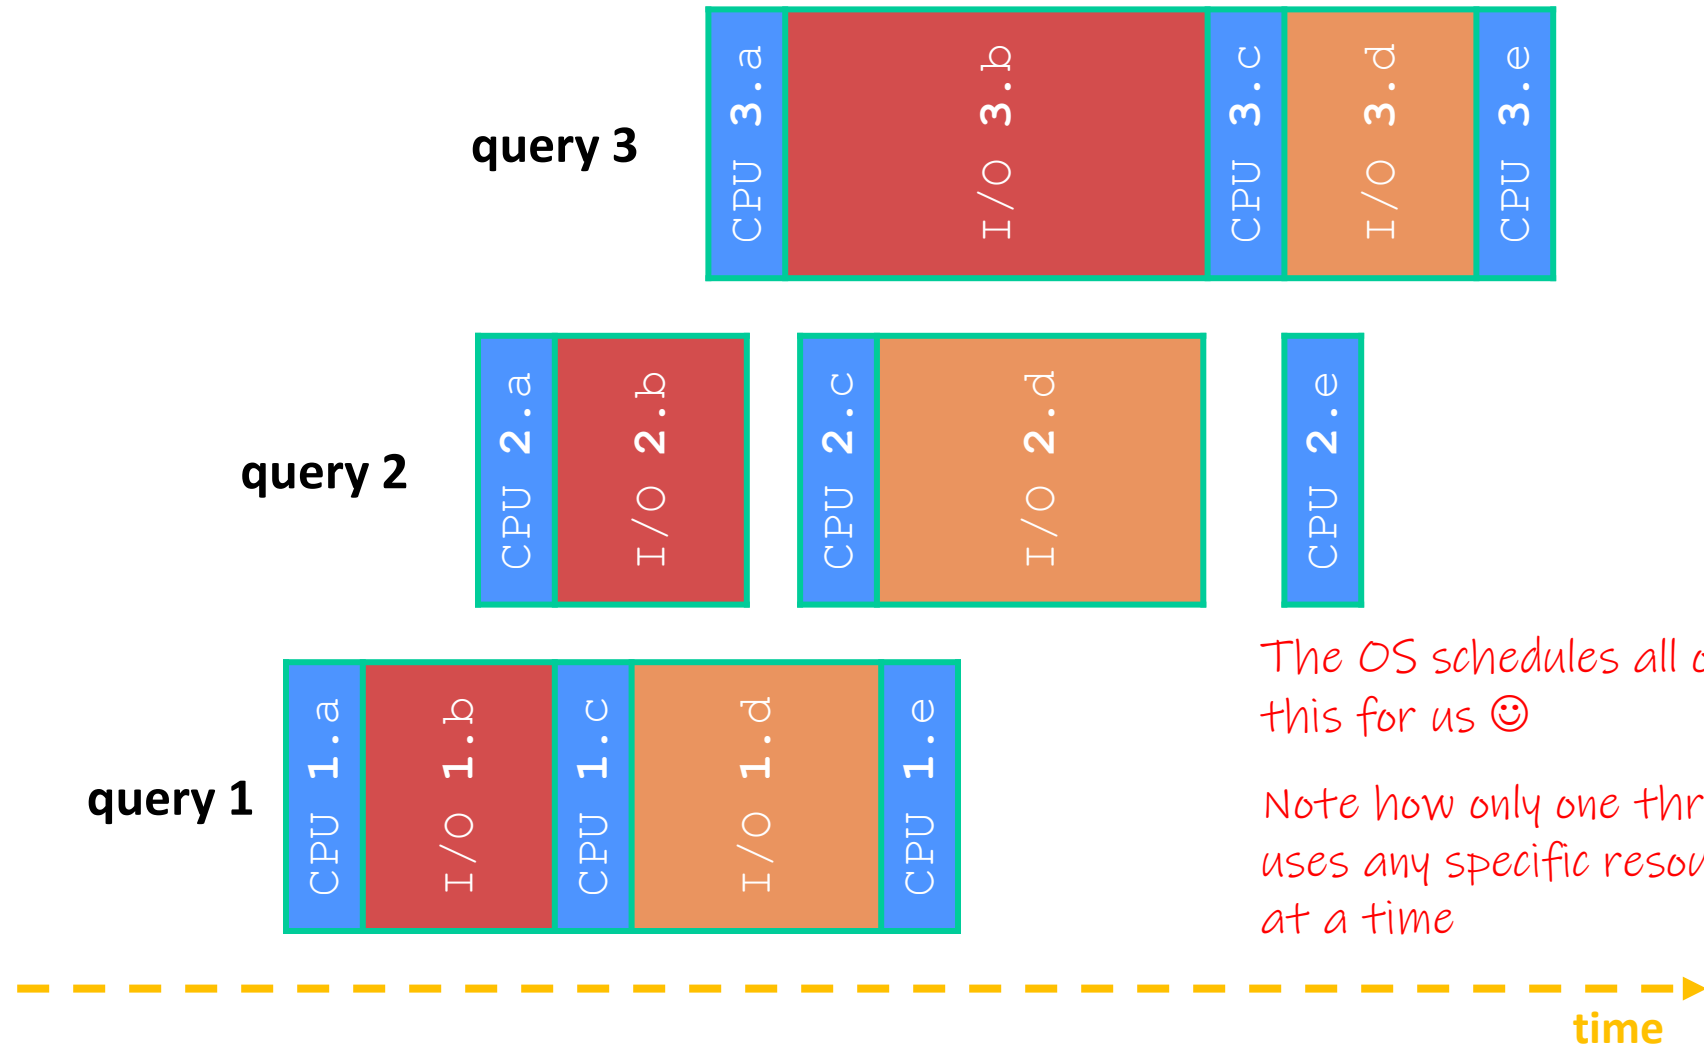 query 3
CPU 3.a
I/O 3.b
CPU 3.c
I/O 3.d
CPU 3.e
query 2
CPU 2.a
I/O 2.b
CPU 2.c
I/O 2.d
CPU 2.e
query 1
CPU 1.a
I/O 1.b
CPU 1.c
I/O 1.d
CPU 1.e
The OS schedules all
this for us ☺
Note how only one
uses any specific
at a time
time